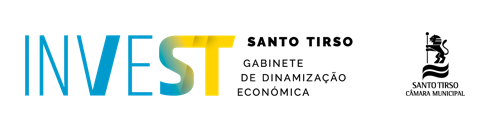 INVEST
SANTO TIRSO
GABINETE
DE DINAMIZAÇÃO
ECONÓMICA
SANTO TIRSO
CÂMARA MUNICIPAL